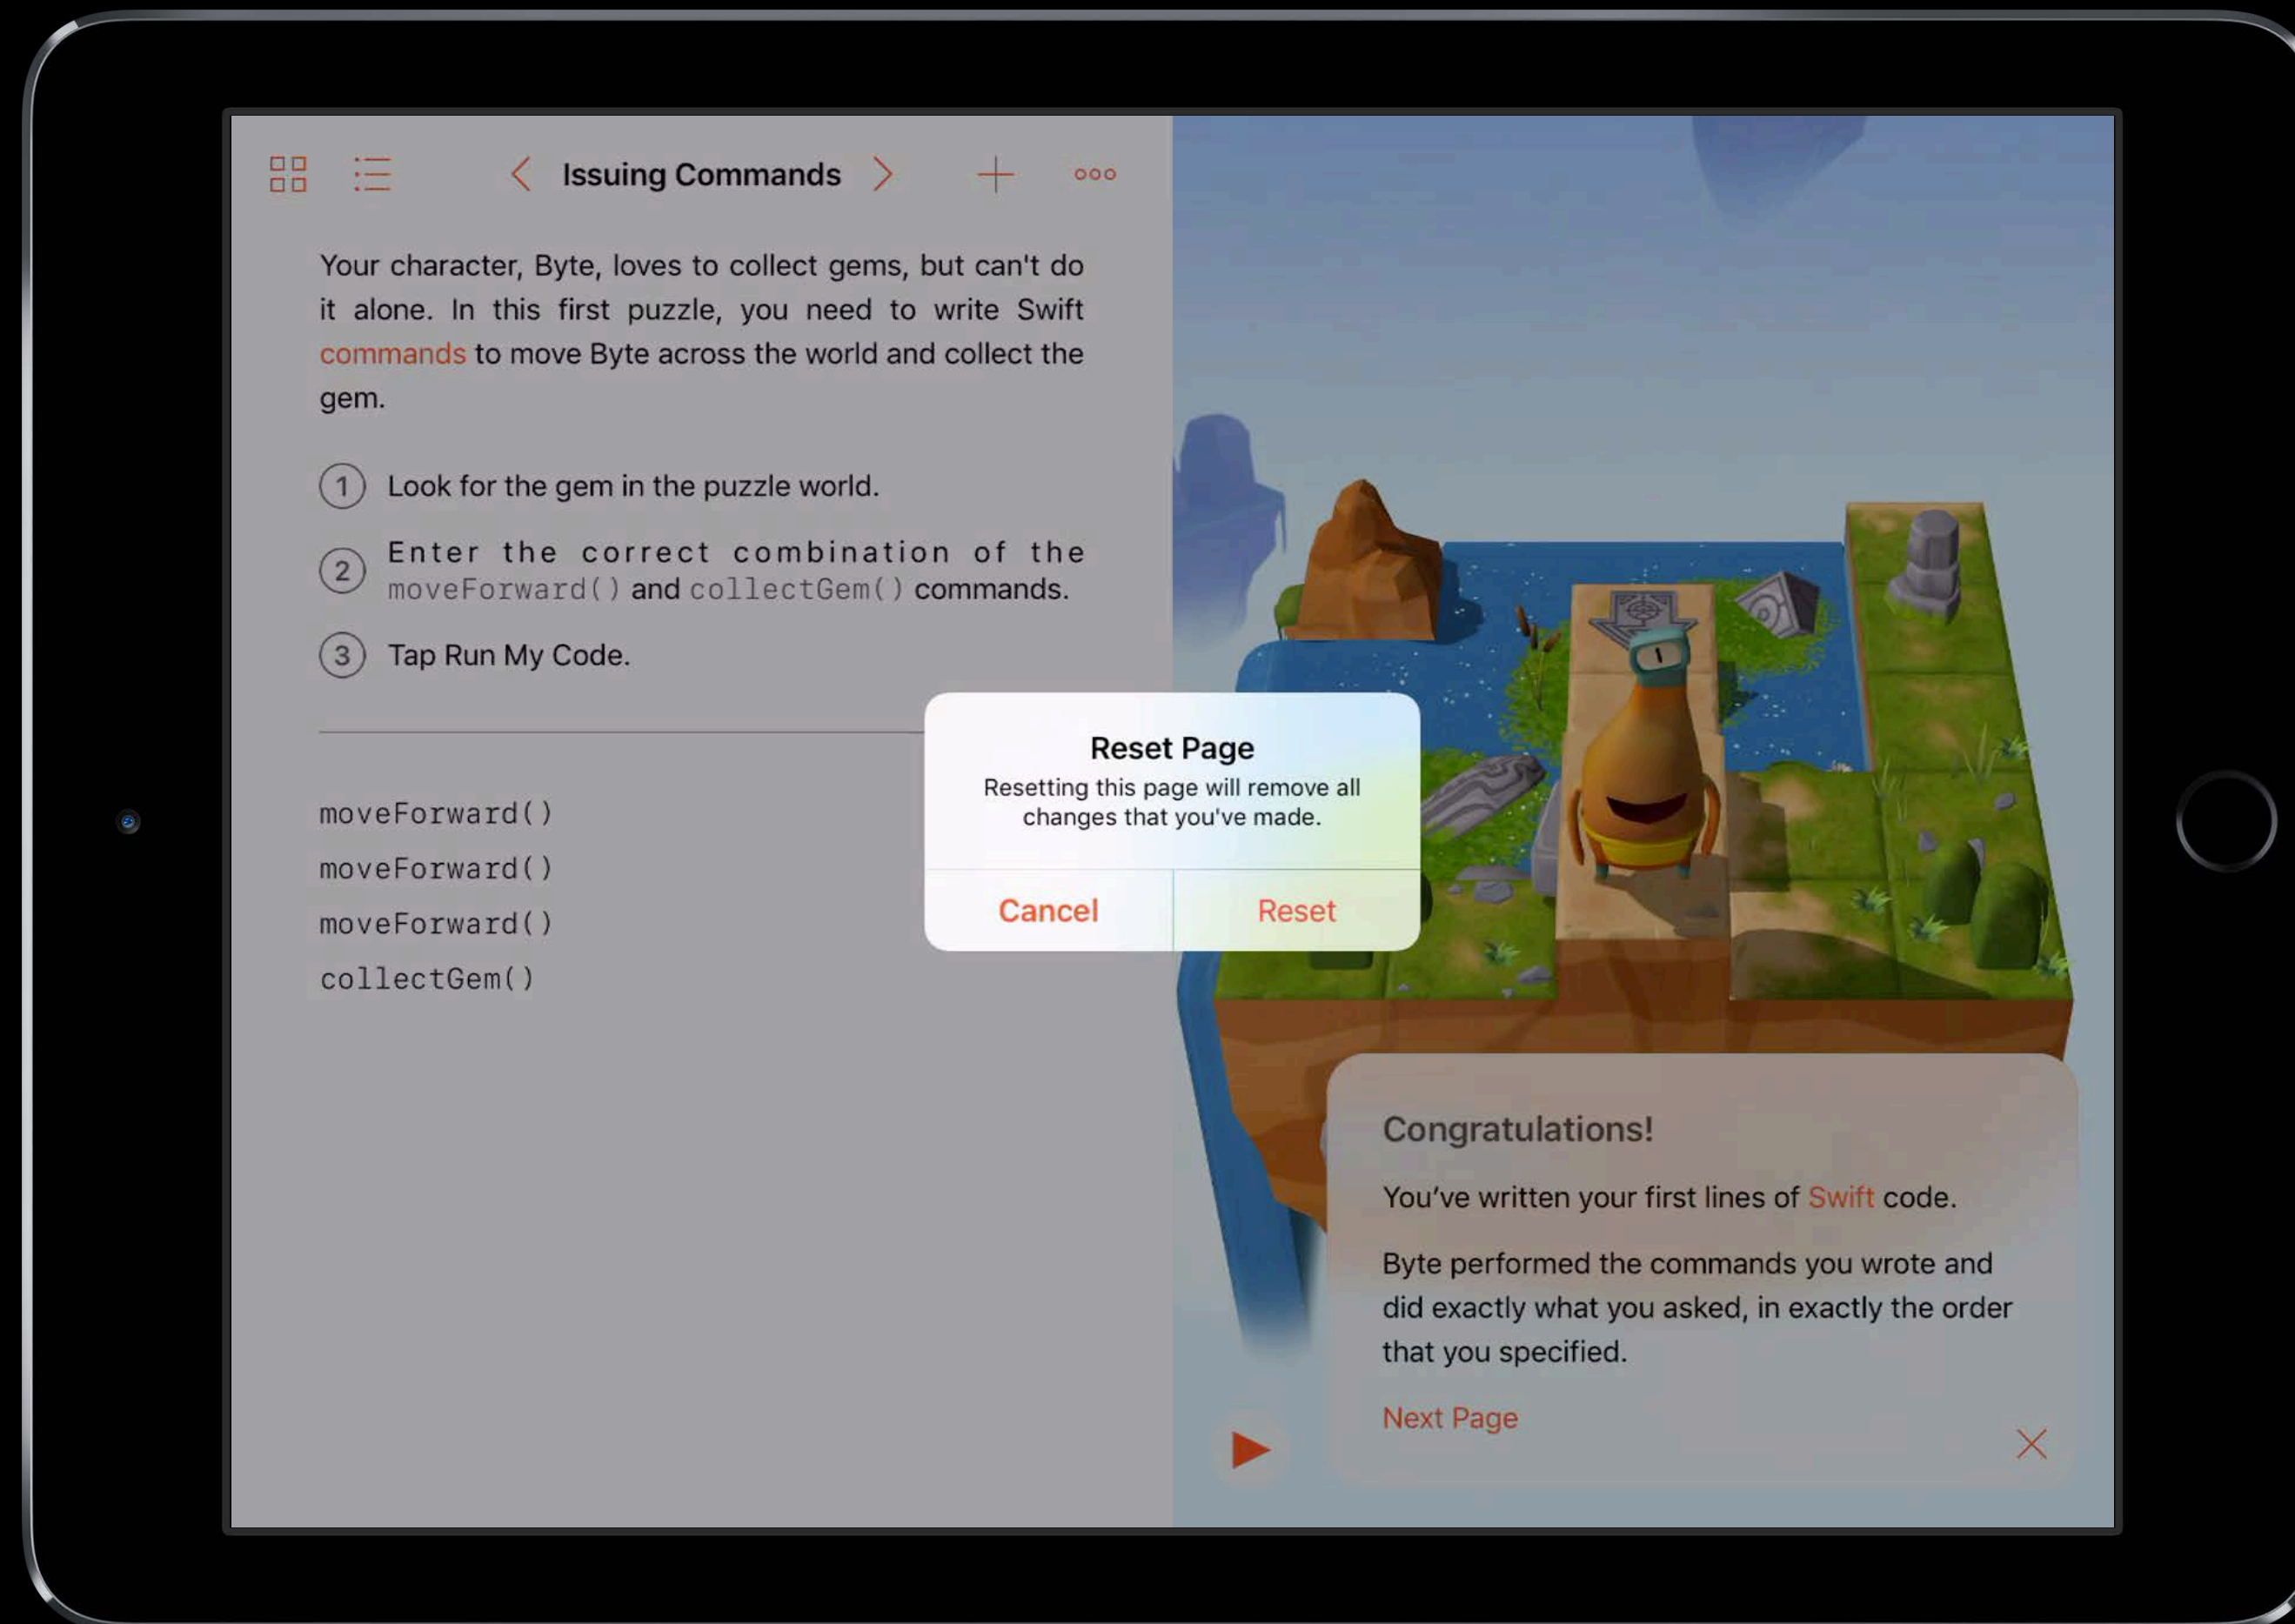 Issuing Commands
Your character, Byte, loves to collect gems, but can't do
it alone. In this first puzzle, you need to write Swift
commands to move Byte across the world and collect the
gem.
1 Look for the gem in the puzzle world.
2 Enter the correct combination of the
moveForward() and collectGem() commands.
3 Tap Run My Code.
moveForward()
moveForward()
moveForward()
collectGem()
Reset Page
Resetting this page will remove all
changes that you've made.
Cancel Reset
Congratulations!
You’ve written your first lines of Swift code.
Byte performed the commands you wrote and
did exactly what you asked, in exactly the order
that you specified.
Next Page